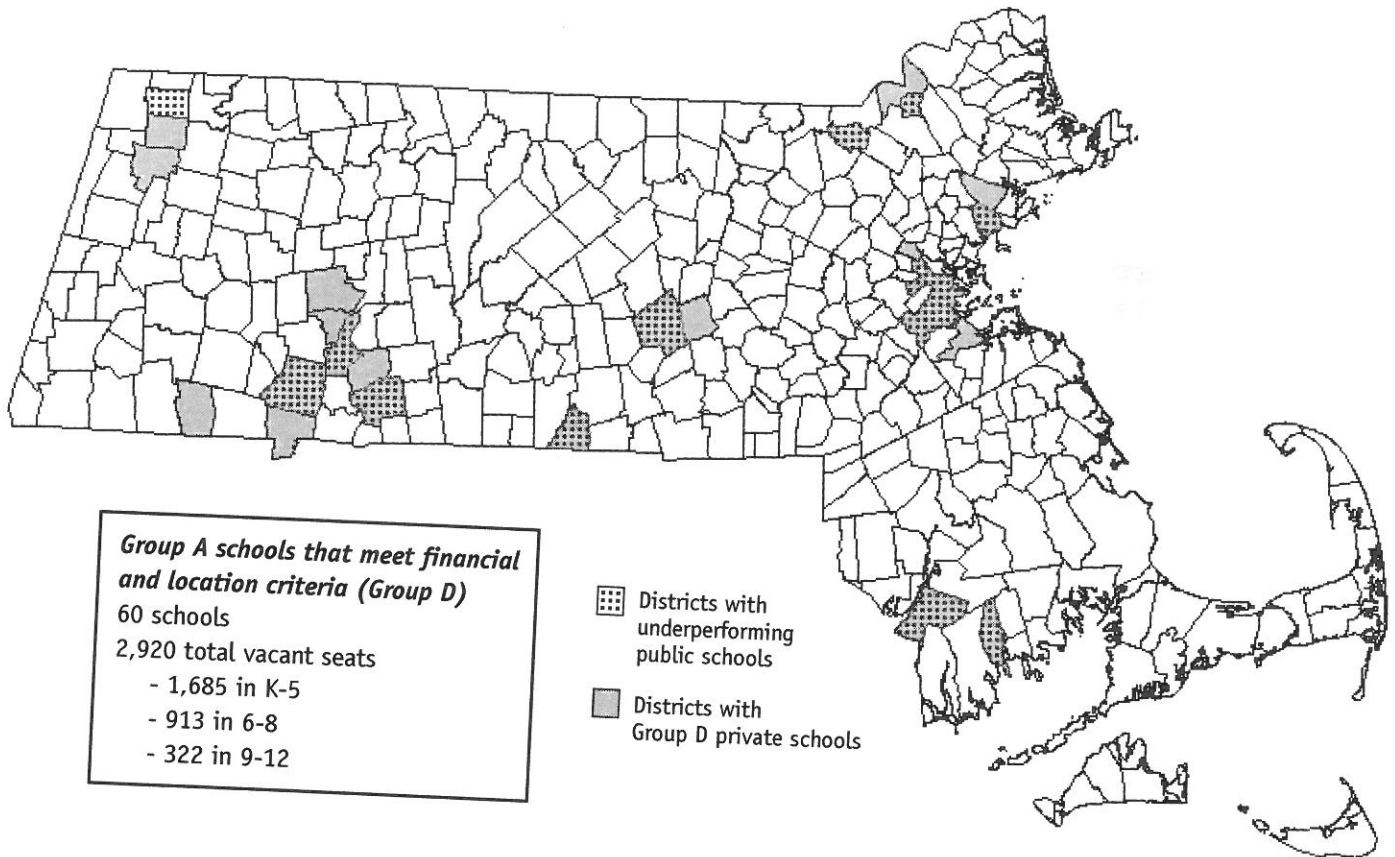 Group A schools that meet financial
and location criteria (Group D)
60 schools
2,920 total vacant seats
- 1,685 in K-5
- 913 in 6-8
- 322 in 9-12
Districts with
underperforming
public schools
Districts with
Group D private schools